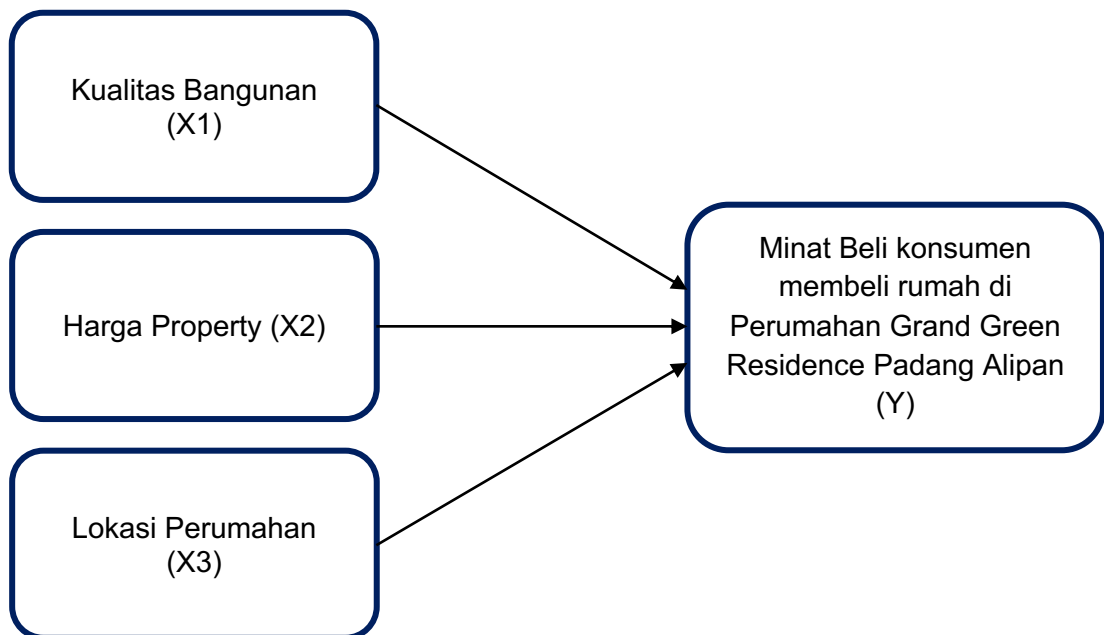 Kualitas Bangunan
(X1)
Harga Property (X2)
Lokasi Perumahan
(X3)
Minat Beli konsumen
membeli rumah di
Perumahan Grand Green
Residence Padang Alipan
(Y)